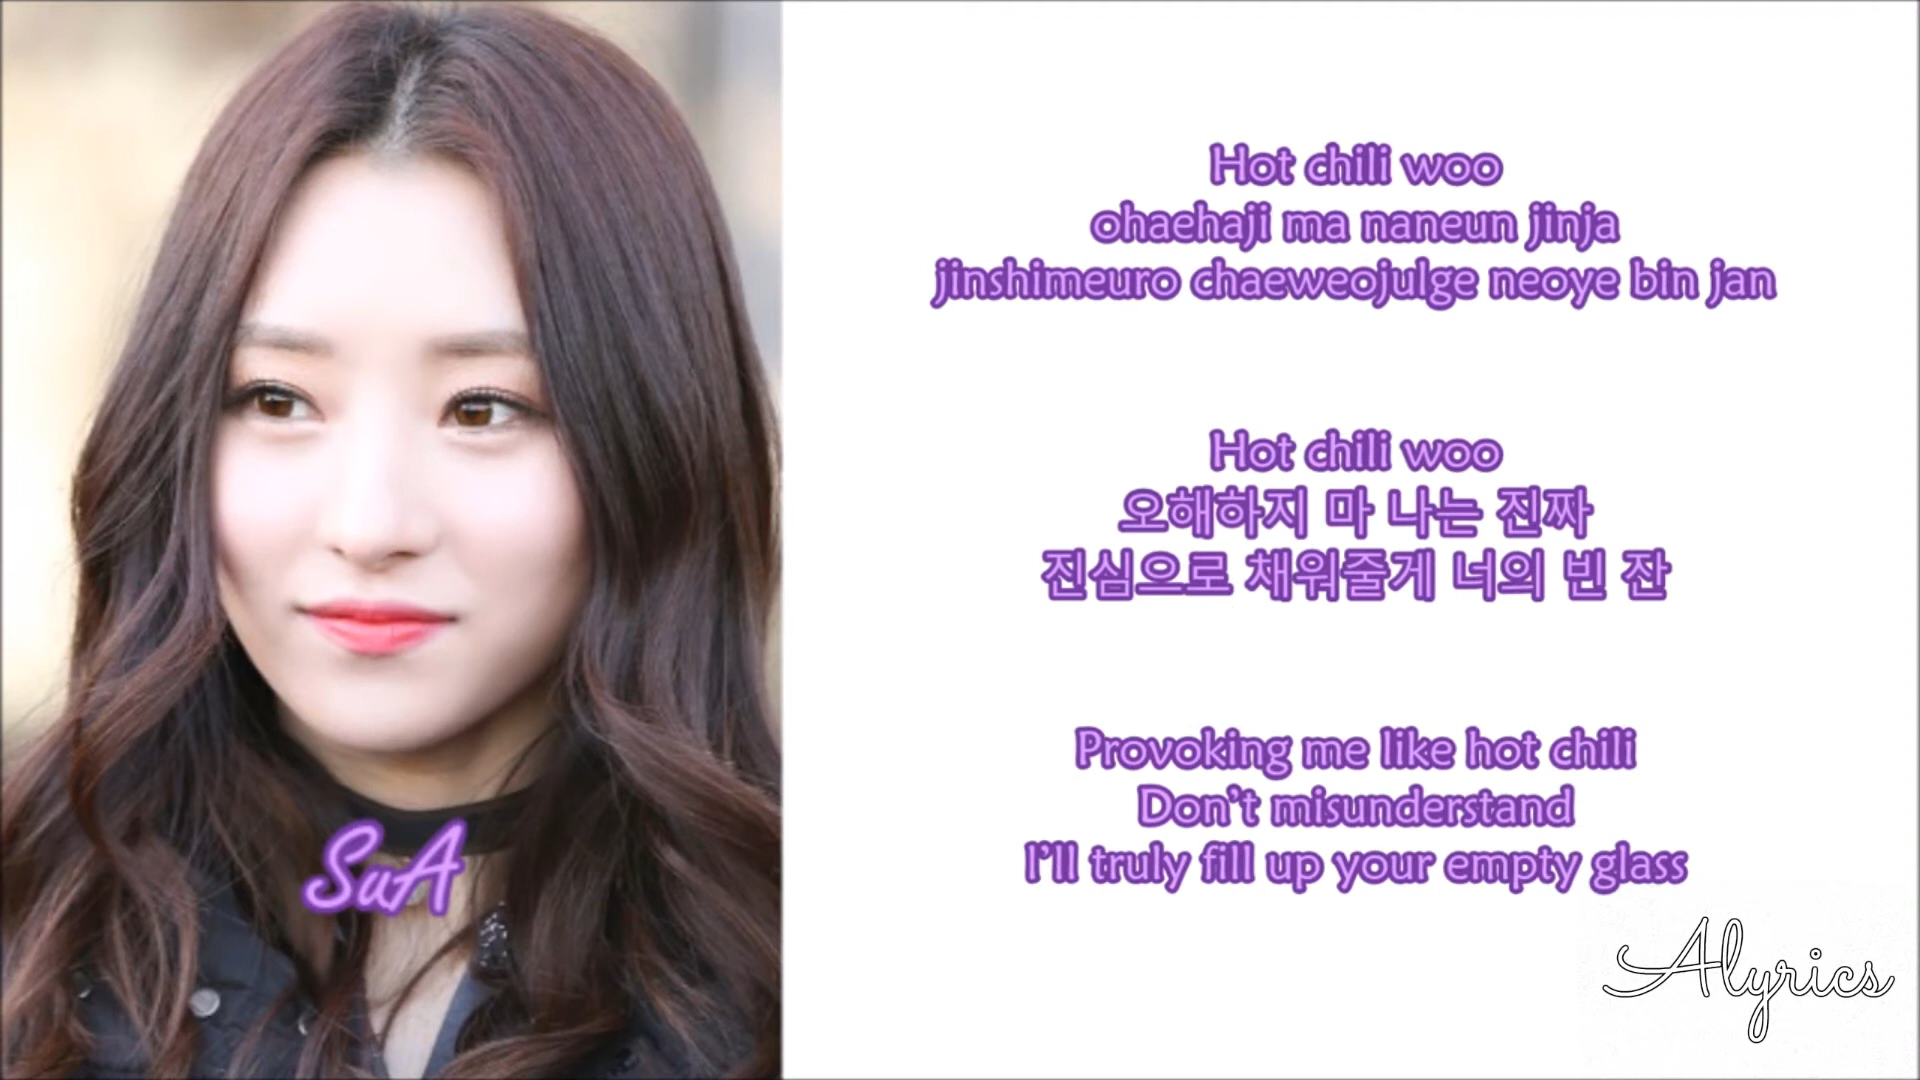 SuA
Hot chili woo
ohaehaji ma naneun jinja
jinshimeuro chaeweojulge neoye bin jan
Hot chili woo
오해하지 마 나는 진짜
진심으로 채워줄게 너의 빈 잔
Provoking me like hot chili
Don't misunderstand
I'll truly fill up your empty glass
Alyrics